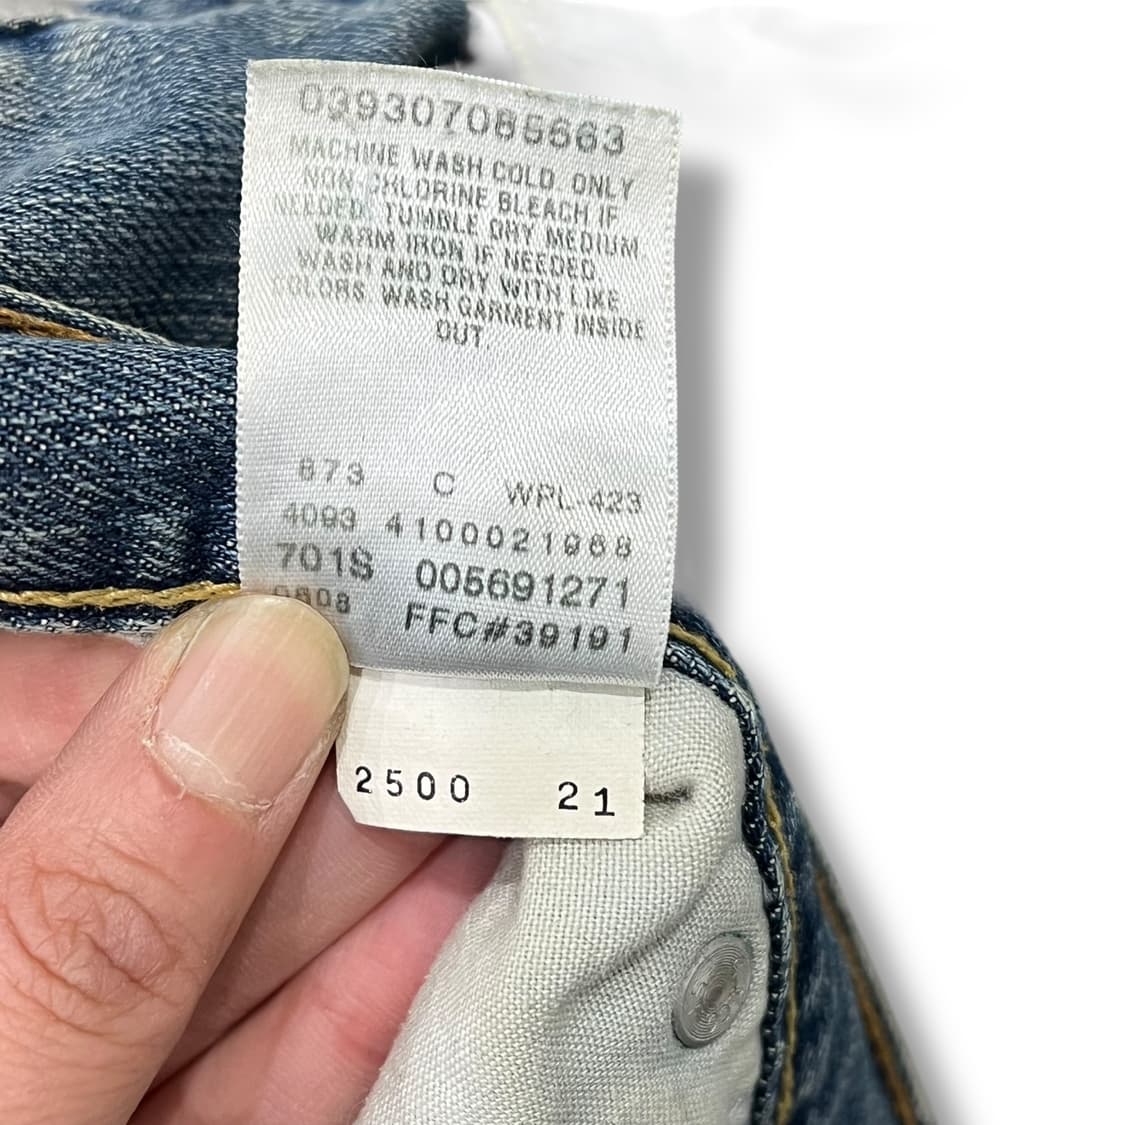 039307085663
MACHINE WASH COLD ONLY
NON CHLORINE BLEACH IF
NEEDED TUMBLE DRY MEDIUM
WARM IRON IF NEEDED
WASH AND DRY WITH LIKE
COLORS WASH GARMENT INSIDE
OUT
673 C WPL-423
4093 4100021968
701S 005691271
0808 FFC#39191
2500 21